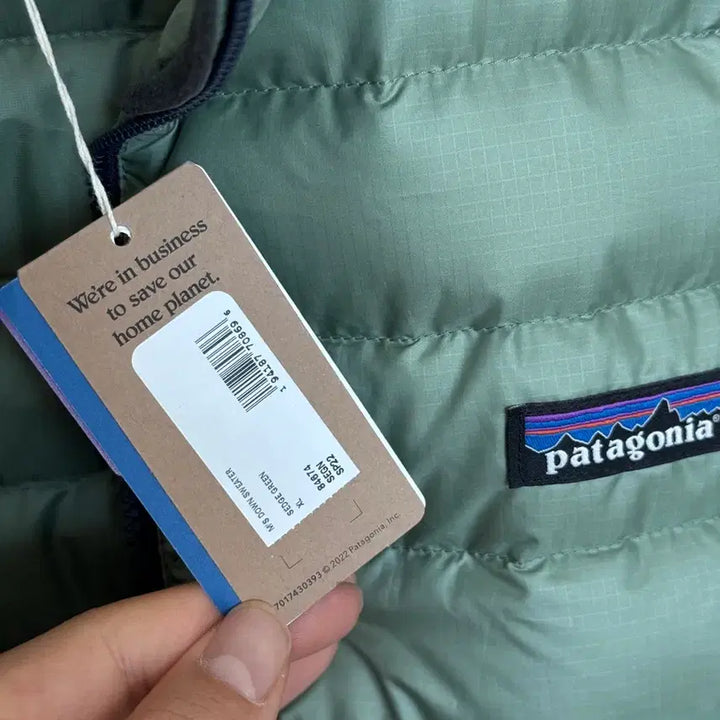 We're in business
to save our
home planet.
1 94187 70869 6
84674
SEGN
SP22
M'S DOWN SWEATER
SEDGE GREEN
XL
7017430393 © 2022 Patagonia, Inc.
patagonia®